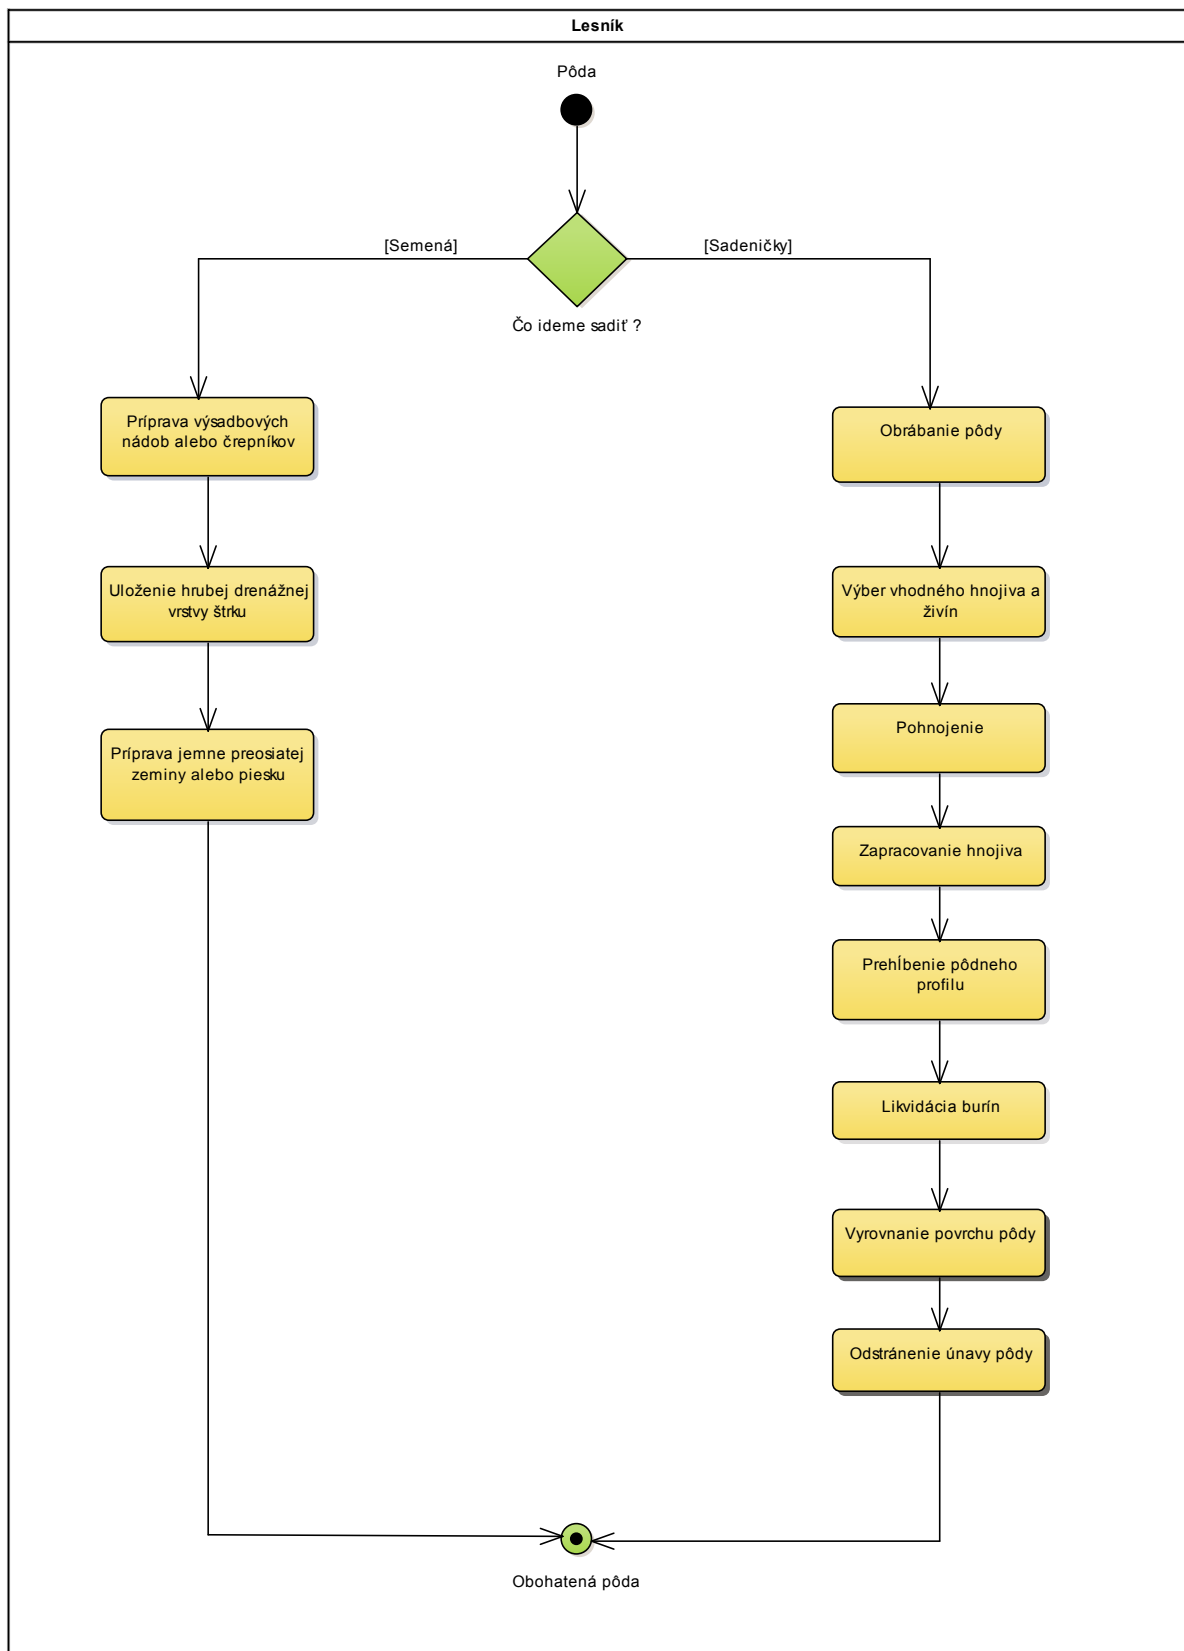 Lesník
Pôda
[Semená]
[Sadeničky]
Čo ideme sadiť ?
Príprava výsadbových
nádob alebo črepníkov
Uloženie hrubej drenážnej
vrstvy štrku
Príprava jemne preosiatej
zeminy alebo piesku
Obrábanie pôdy
Výber vhodného hnojiva a
živín
Pohnojenie
Zapracovanie hnojiva
Prehĺbenie pôdneho
profilu
Likvidácia burín
Vyrovnanie povrchu pôdy
Odstránenie únavy pôdy
Obohatená pôda